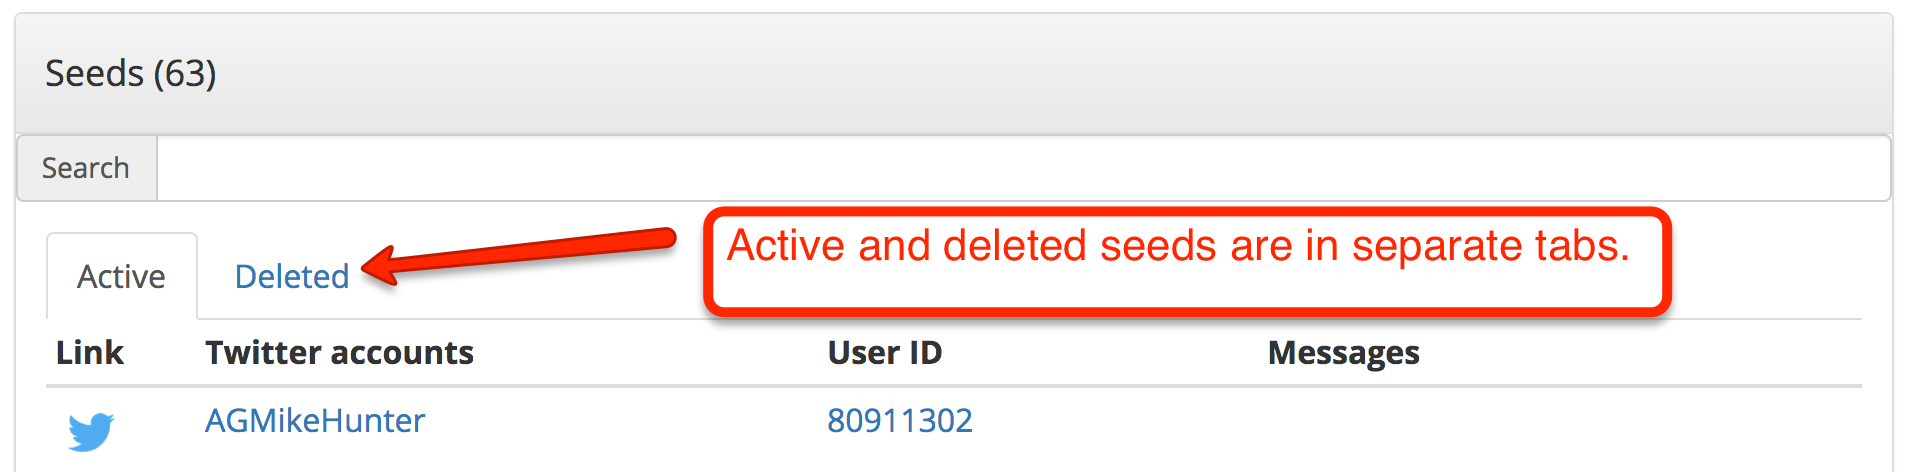 Seeds (63)
Search
Active Deleted
Active and deleted seeds are in separate tabs.
Link Twitter accounts User ID Messages
AGMikeHunter 80911302